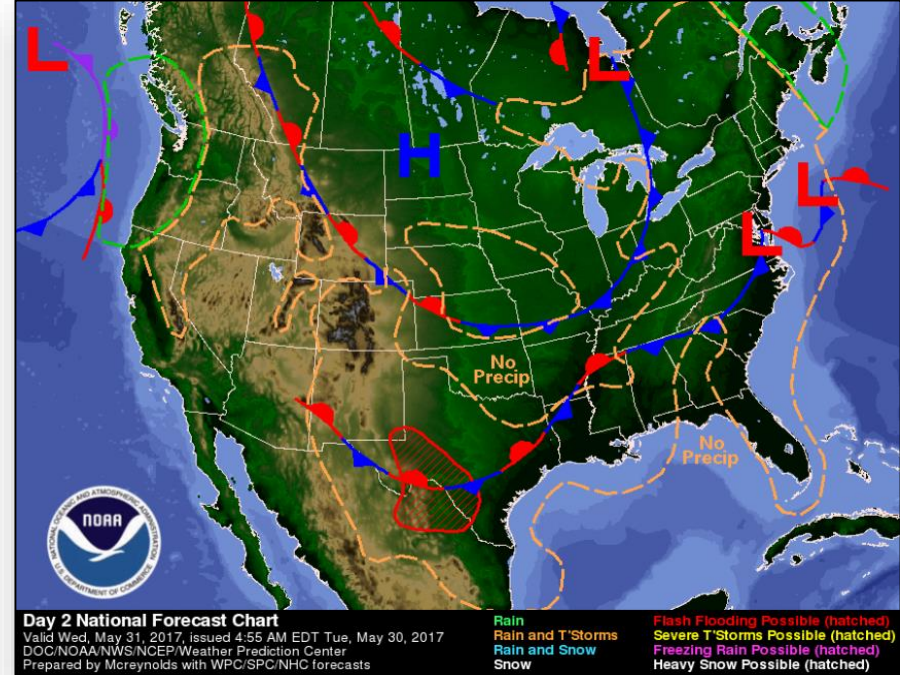 L
L
H
L
L
No
Precip
No
Precip
NATIONAL OCEANIC AND ATMOSPHERIC ADMINISTRATION
NOAA
U.S. DEPARTMENT OF COMMERCE
Day 2 National Forecast Chart
Valid Wed, May 31, 2017, issued 4:55 AM EDT Tue, May 30, 2017
DOC/NOAA/NWS/NCEP/Weather Prediction Center
Prepared by Mcreynolds with WPC/SPC/NHC forecasts
Rain
Rain and T'Storms
Rain and Snow
Snow
Flash Flooding Possible (hatched)
Severe T'Storms Possible (hatched)
Freezing Rain Possible (hatched)
Heavy Snow Possible (hatched)